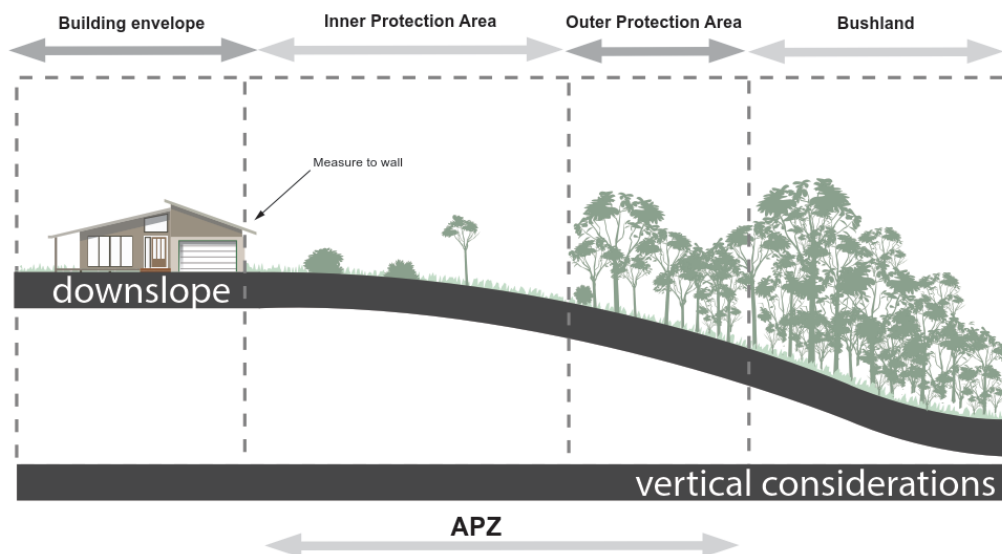 Building envelope
Inner Protection Area
Outer Protection Area
Bushland
Measure to wall
downslope
vertical considerations
APZ